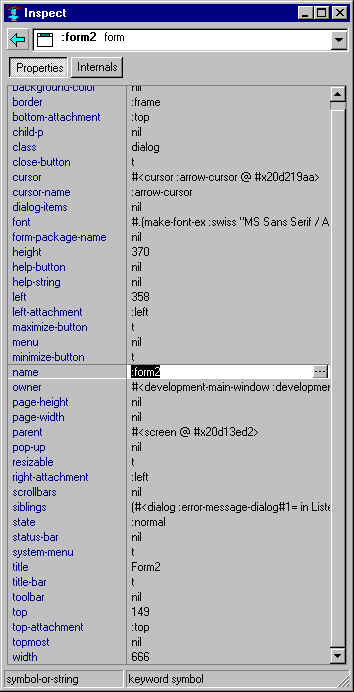 Inspect
:form2 form
Properties Internals
background-color nil
border :frame
bottom-attachment :top
child-p nil
class dialog
close-button t
cursor #<cursor :arrow-cursor @ #x20d219aa>
cursor-name :arrow-cursor
dialog-items nil
font #.(make-font-ex :swiss "MS Sans Serif / A
form-package-name nil
height 370
help-button nil
help-string nil
left 358
left-attachment :left
maximize-button t
menu nil
minimize-button t
name :form2 ...
owner #<development-main-window :developme
page-height nil
page-width nil
parent #<screen @ #x20d13ed2>
pop-up nil
resizable t
right-attachment :left
scrollbars nil
siblings (#<dialog :error-message-dialog#1= in Liste
state :normal
status-bar nil
system-menu t
title Form2
title-bar t
toolbar nil
top 149
top-attachment :top
topmost nil
width 666
symbol-or-string keyword symbol